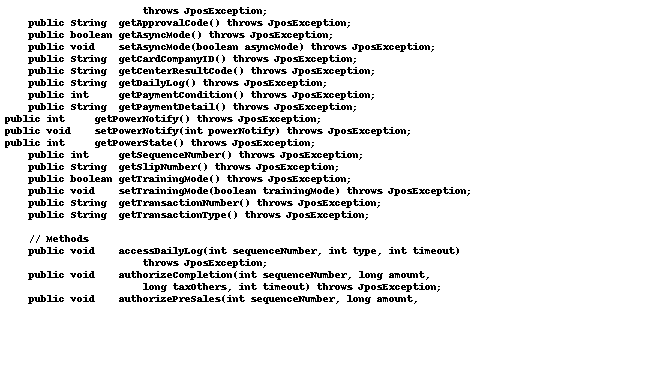 throws JposException;
public String getApprovalCode() throws JposException;
public boolean getAsyncMode() throws JposException;
public void setAsyncMode(boolean asyncMode) throws JposException;
public String getCardCompanyID() throws JposException;
public String getCenterResultCode() throws JposException;
public String getDailyLog() throws JposException;
public int getPaymentCondition() throws JposException;
public String getPaymentDetail() throws JposException;
public int getPowerNotify() throws JposException;
public void setPowerNotify(int powerNotify) throws JposException;
public int getPowerState() throws JposException;
public int getSequenceNumber() throws JposException;
public String getSlipNumber() throws JposException;
public boolean getTrainingMode() throws JposException;
public void setTrainingMode(boolean trainingMode) throws JposException;
public String getTransactionNumber() throws JposException;
public String getTransactionType() throws JposException;
// Methods
public void accessDailyLog(int sequenceNumber, int type, int timeout)
throws JposException;
public void authorizeCompletion(int sequenceNumber, long amount,
long taxOthers, int timeout) throws JposException;
public void authorizePreSales(int sequenceNumber, long amount,